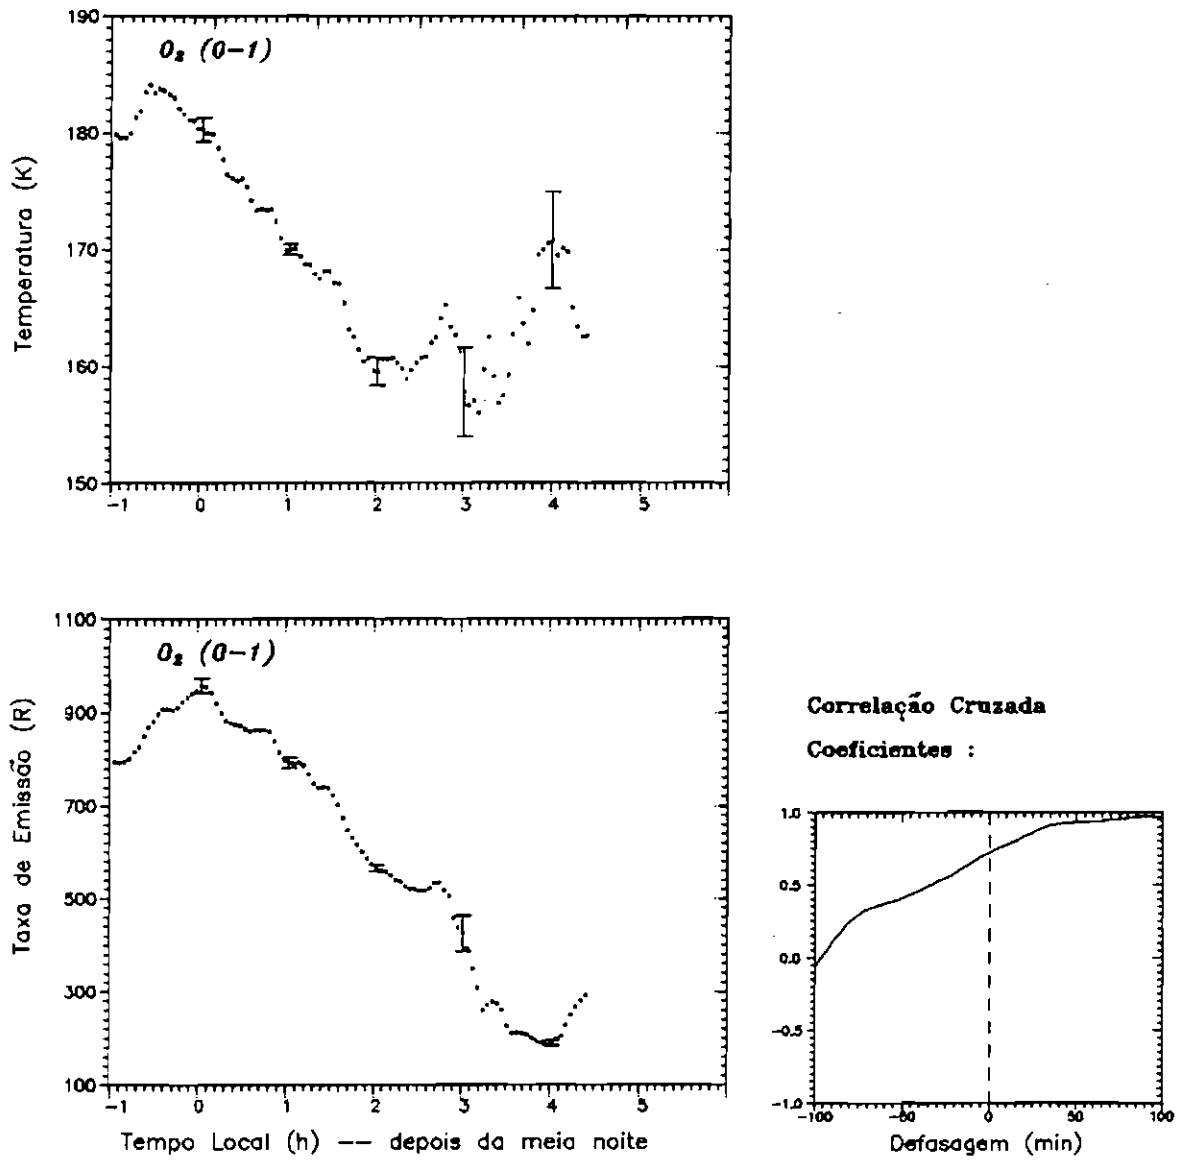 190
180
170
160
150
Temperatura (K)
O₂ (0-1)
-1 0 1 2 3 4 5
1100
900
700
500
300
100
Taxa de Emissão (R)
O₂ (0-1)
-1 0 1 2 3 4 5
Tempo Local (h) -- depois da meia noite
Correlação Cruzada
Coeficientes :
1.0
0.5
0.0
-0.5
-1.0
-100 -50 0 50 100
Defasagem (min)